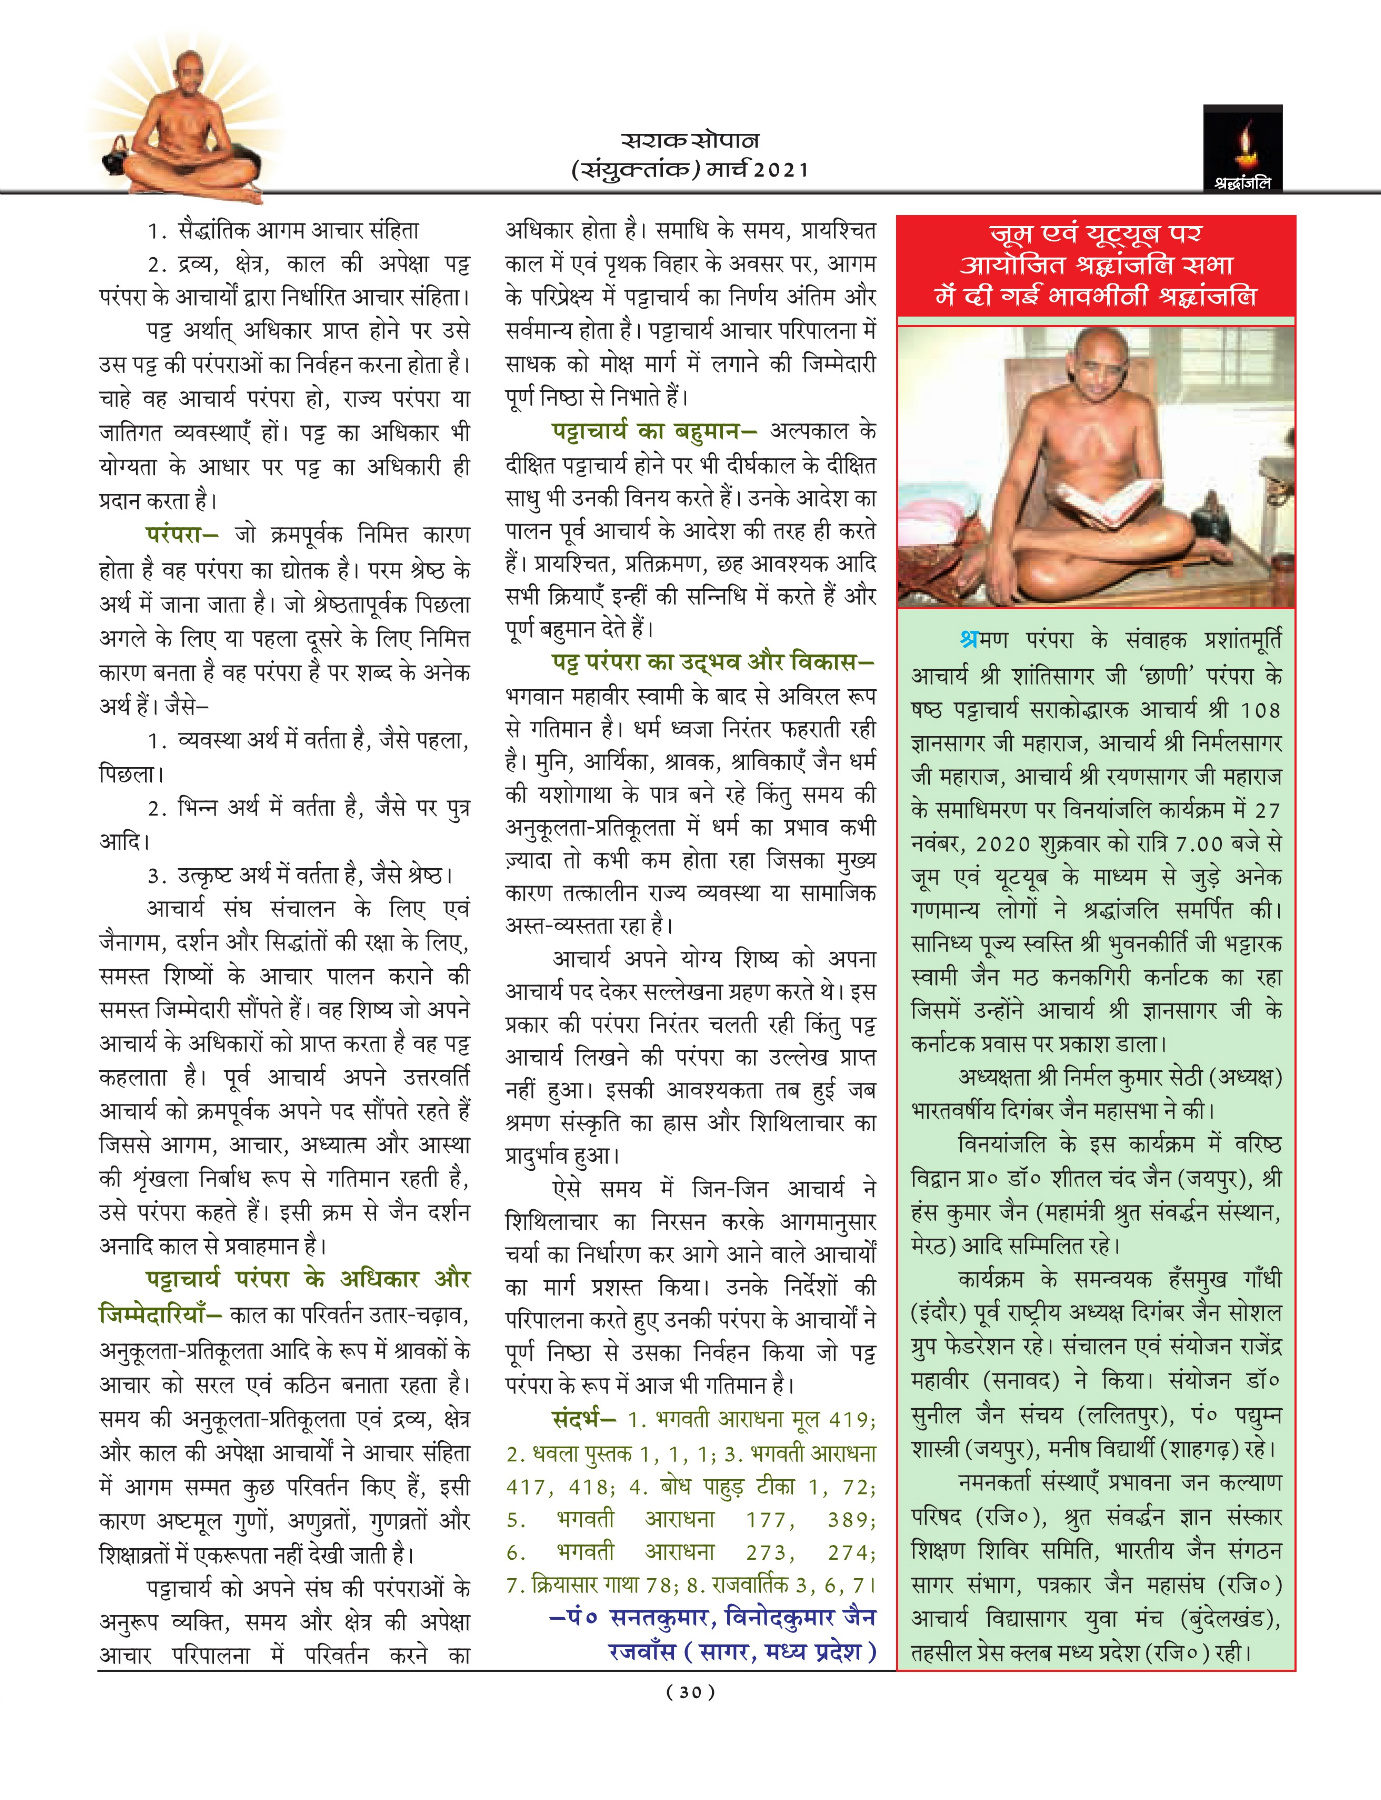 सराक सोपान
(संयुक्तांक) मार्च 2021
श्रद्धांजलि
1. सैद्धांतिक आगम आचार संहिता
2. द्रव्य, क्षेत्र, काल की अपेक्षा पट्ट
परंपरा के आचार्यों द्वारा निर्धारित आचार संहिता।
पट्ट अर्थात् अधिकार प्राप्त होने पर उसे
उस पट्ट की परंपराओं का निर्वहन करना होता है।
चाहे वह आचार्य परंपरा हो, राज्य परंपरा या
जातिगत व्यवस्थाएँ हों। पट्ट का अधिकार भी
योग्यता के आधार पर पट्ट का अधिकारी ही
प्रदान करता है।
परंपरा– जो क्रमपूर्वक निमित्त कारण
होता है वह परंपरा का द्योतक है। परम श्रेष्ठ के
अर्थ में जाना जाता है। जो श्रेष्ठतापूर्वक पिछला
अगले के लिए या पहला दूसरे के लिए निमित्त
कारण बनता है वह परंपरा है पर शब्द के अनेक
अर्थ हैं। जैसे–
1. व्यवस्था अर्थ में वर्तता है, जैसे पहला,
पिछला।
2. भिन्न अर्थ में वर्तता है, जैसे पर पुत्र
आदि।
3. उत्कृष्ट अर्थ में वर्तता है, जैसे श्रेष्ठ।
आचार्य संघ संचालन के लिए एवं
जैनागम, दर्शन और सिद्धांतों की रक्षा के लिए,
समस्त शिष्यों के आचार पालन कराने की
समस्त जिम्मेदारी सौंपते हैं। वह शिष्य जो अपने
आचार्य के अधिकारों को प्राप्त करता है वह पट्ट
कहलाता है। पूर्व आचार्य अपने उत्तरवर्ति
आचार्य को क्रमपूर्वक अपने पद सौंपते रहते हैं
जिससे आगम, आचार, अध्यात्म और आस्था
की शृंखला निर्बाध रूप से गतिमान रहती है,
उसे परंपरा कहते हैं। इसी क्रम से जैन दर्शन
अनादि काल से प्रवाहमान है।
पट्टाचार्य परंपरा के अधिकार और
जिम्मेदारियाँ– काल का परिवर्तन उतार-चढ़ाव,
अनुकूलता-प्रतिकूलता आदि के रूप में श्रावकों के
आचार को सरल एवं कठिन बनाता रहता है।
समय की अनुकूलता-प्रतिकूलता एवं द्रव्य, क्षेत्र
और काल की अपेक्षा आचार्यों ने आचार संहिता
में आगम सम्मत कुछ परिवर्तन किए हैं, इसी
कारण अष्टमूल गुणों, अणुव्रतों, गुणव्रतों और
शिक्षाव्रतों में एकरूपता नहीं देखी जाती है।
पट्टाचार्य को अपने संघ की परंपराओं के
अनुरूप व्यक्ति, समय और क्षेत्र की अपेक्षा
आचार परिपालना में परिवर्तन करने का
अधिकार होता है। समाधि के समय, प्रायश्चित
काल में एवं पृथक विहार के अवसर पर, आगम
के परिप्रेक्ष्य में पट्टाचार्य का निर्णय अंतिम और
सर्वमान्य होता है। पट्टाचार्य आचार परिपालना में
साधक को मोक्ष मार्ग में लगाने की जिम्मेदारी
पूर्ण निष्ठा से निभाते हैं।
पट्टाचार्य का बहुमान– अल्पकाल के
दीक्षित पट्टाचार्य होने पर भी दीर्घकाल के दीक्षित
साधु भी उनकी विनय करते हैं। उनके आदेश का
पालन पूर्व आचार्य के आदेश की तरह ही करते
हैं। प्रायश्चित, प्रतिक्रमण, छह आवश्यक आदि
सभी क्रियाएँ इन्हीं की सन्निधि में करते हैं और
पूर्ण बहुमान देते हैं।
पट्ट परंपरा का उद्भव और विकास–
भगवान महावीर स्वामी के बाद से अविरल रूप
से गतिमान है। धर्म ध्वजा निरंतर फहराती रही
है। मुनि, आर्यिका, श्रावक, श्राविकाएँ जैन धर्म
की यशोगाथा के पात्र बने रहे किंतु समय की
अनुकूलता-प्रतिकूलता में धर्म का प्रभाव कभी
ज़्यादा तो कभी कम होता रहा जिसका मुख्य
कारण तत्कालीन राज्य व्यवस्था या सामाजिक
अस्त-व्यस्तता रहा है।
आचार्य अपने योग्य शिष्य को अपना
आचार्य पद देकर सल्लेखना ग्रहण करते थे। इस
प्रकार की परंपरा निरंतर चलती रही किंतु पट्ट
आचार्य लिखने की परंपरा का उल्लेख प्राप्त
नहीं हुआ। इसकी आवश्यकता तब हुई जब
श्रमण संस्कृति का ह्रास और शिथिलाचार का
प्रादुर्भाव हुआ।
ऐसे समय में जिन-जिन आचार्य ने
शिथिलाचार का निरसन करके आगमानुसार
चर्या का निर्धारण कर आगे आने वाले आचार्यों
का मार्ग प्रशस्त किया। उनके निर्देशों की
परिपालना करते हुए उनकी परंपरा के आचार्यों ने
पूर्ण निष्ठा से उसका निर्वहन किया जो पट्ट
परंपरा के रूप में आज भी गतिमान है।
संदर्भ– 1. भगवती आराधना मूल 419;
2. धवला पुस्तक 1, 1, 1; 3. भगवती आराधना
417, 418; 4. बोध पाहुड़ टीका 1, 72;
5. भगवती आराधना 177, 389;
6. भगवती आराधना 273, 274;
7. क्रियासार गाथा 78; 8. राजवार्तिक 3, 6, 7।
–पं० सनतकुमार, विनोदकुमार जैन
रजवाँस (सागर, मध्य प्रदेश)
जूम एवं यूट्यूब पर
आयोजित श्रद्धांजलि सभा
में दी गई भावभीनी श्रद्धांजलि
श्रमण परंपरा के संवाहक प्रशांतमूर्ति
आचार्य श्री शांतिसागर जी ‘छाणी’ परंपरा के
षष्ठ पट्टाचार्य सराकोद्धारक आचार्य श्री 108
ज्ञानसागर जी महाराज, आचार्य श्री निर्मलसागर
जी महाराज, आचार्य श्री रयणसागर जी महाराज
के समाधिमरण पर विनयांजलि कार्यक्रम में 27
नवंबर, 2020 शुक्रवार को रात्रि 7.00 बजे से
जूम एवं यूटयूब के माध्यम से जुड़े अनेक
गणमान्य लोगों ने श्रद्धांजलि समर्पित की।
सानिध्य पूज्य स्वस्ति श्री भुवनकीर्ति जी भट्टारक
स्वामी जैन मठ कनकगिरी कर्नाटक का रहा
जिसमें उन्होंने आचार्य श्री ज्ञानसागर जी के
कर्नाटक प्रवास पर प्रकाश डाला।
अध्यक्षता श्री निर्मल कुमार सेठी (अध्यक्ष)
भारतवर्षीय दिगंबर जैन महासभा ने की।
विनयांजलि के इस कार्यक्रम में वरिष्ठ
विद्वान प्रा० डॉ० शीतल चंद जैन (जयपुर), श्री
हंस कुमार जैन (महामंत्री श्रुत संवर्द्धन संस्थान,
मेरठ) आदि सम्मिलित रहे।
कार्यक्रम के समन्वयक हँसमुख गाँधी
(इंदौर) पूर्व राष्ट्रीय अध्यक्ष दिगंबर जैन सोशल
ग्रुप फेडरेशन रहे। संचालन एवं संयोजन राजेंद्र
महावीर (सनावद) ने किया। संयोजन डॉ०
सुनील जैन संचय (ललितपुर), पं० पद्युम्न
शास्त्री (जयपुर), मनीष विद्यार्थी (शाहगढ़) रहे।
नमनकर्ता संस्थाएँ प्रभावना जन कल्याण
परिषद (रजि०), श्रुत संवर्द्धन ज्ञान संस्कार
शिक्षण शिविर समिति, भारतीय जैन संगठन
सागर संभाग, पत्रकार जैन महासंघ (रजि०)
आचार्य विद्यासागर युवा मंच (बुंदेलखंड),
तहसील प्रेस क्लब मध्य प्रदेश (रजि०) रही।
(30)